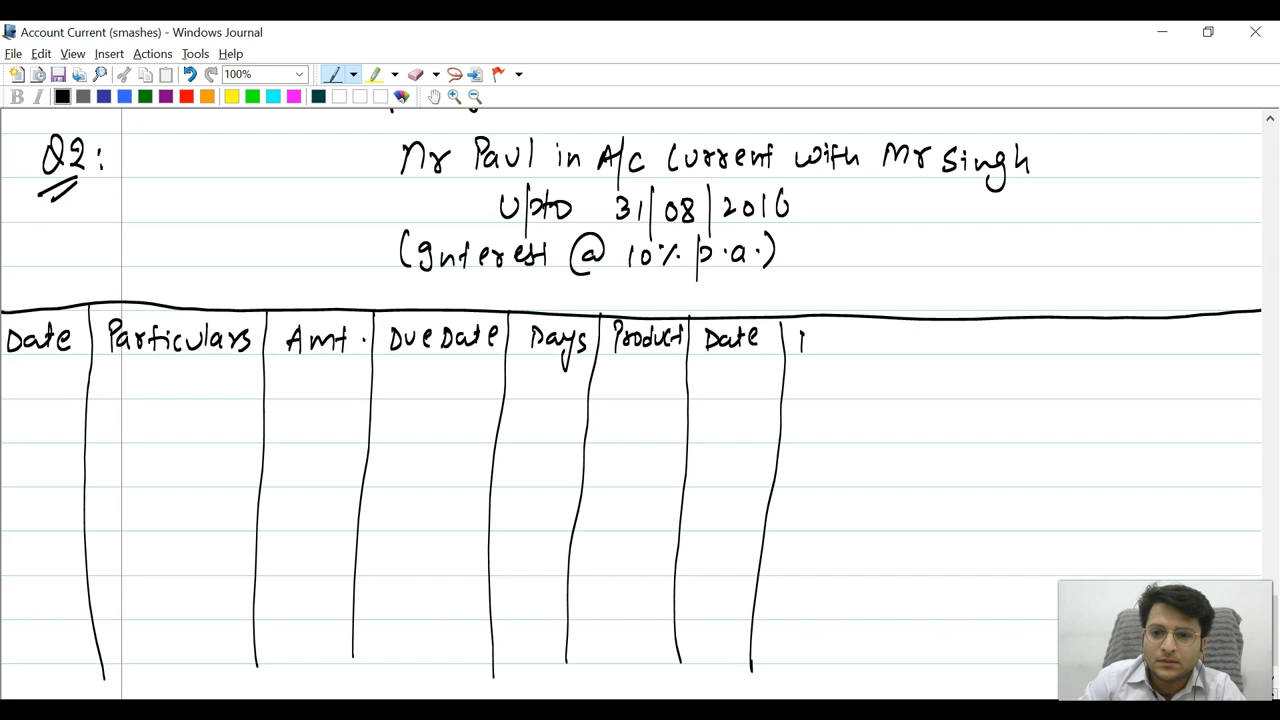 Account Current (smashes) - Windows Journal
File Edit View Insert Actions Tools Help
100%
B I
Q2:
Mr Paul in A/c Current with Mr Singh
Upto 31/08/2016
(Interest @ 10% p.a.)
Date Particulars Amt. Due Date Days Product Date